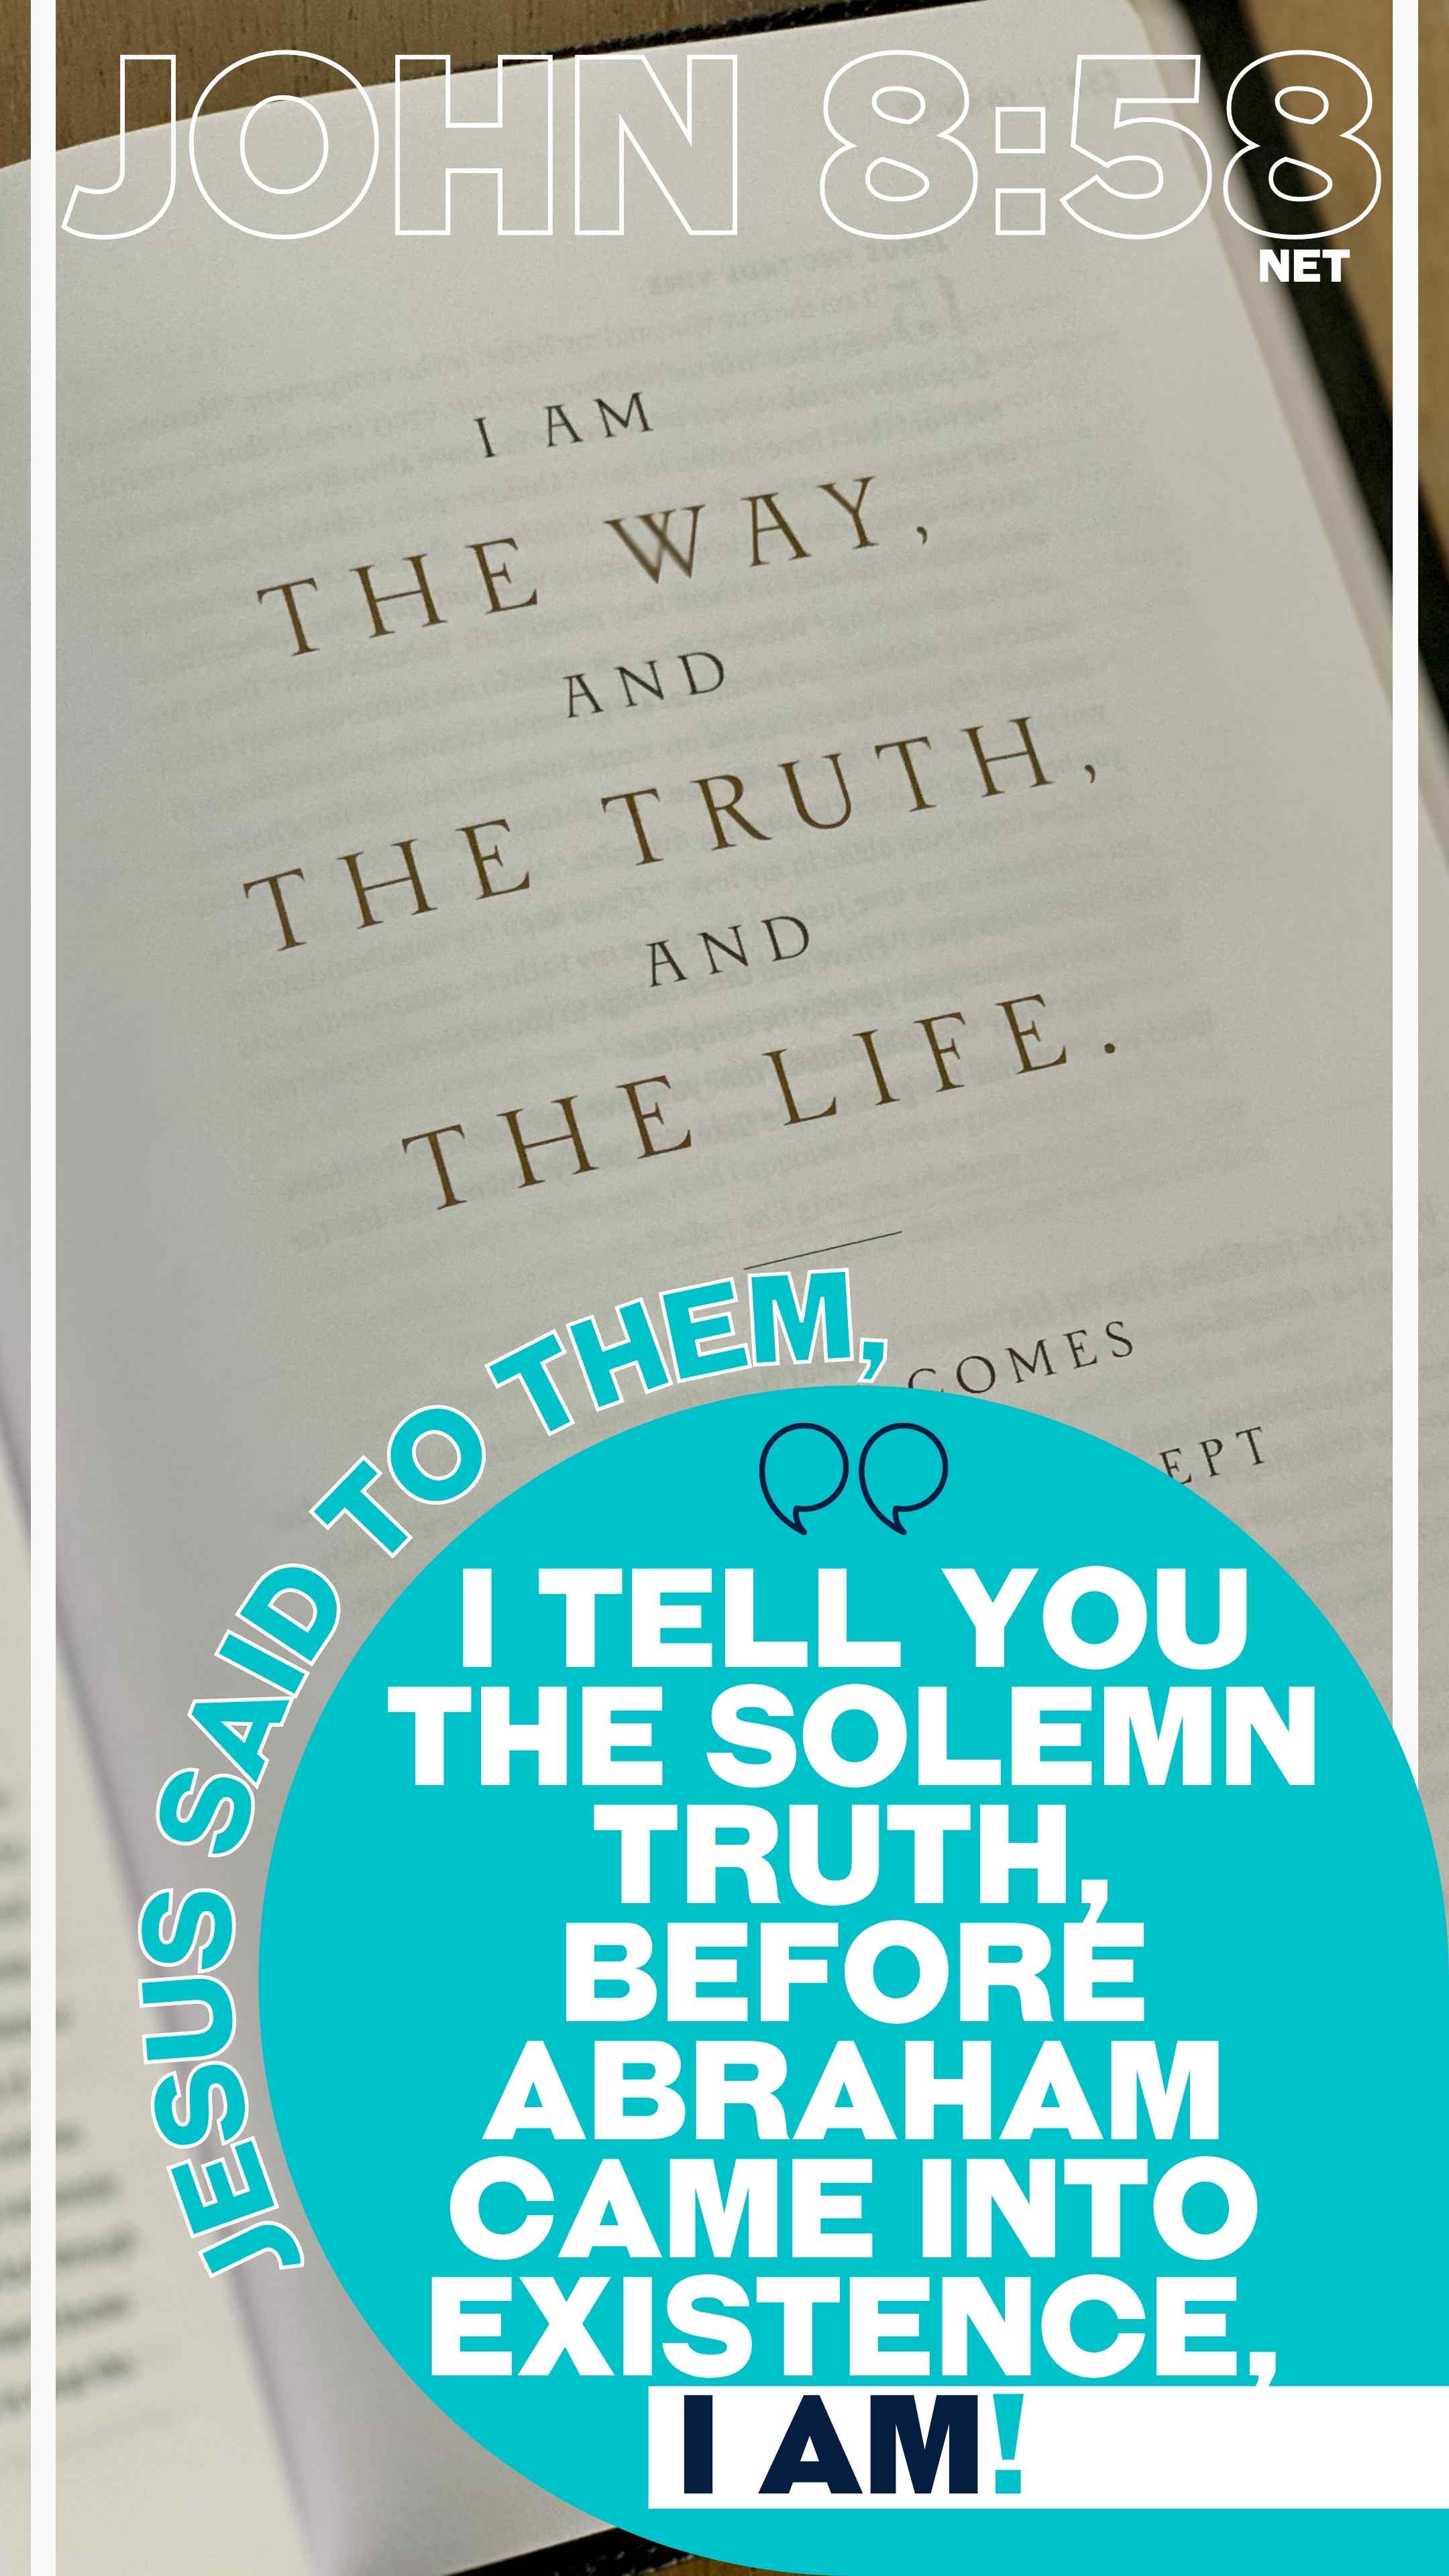 JOHN 8:58
NET
I AM
THE WAY,
AND
THE TRUTH,
AND
THE LIFE.
COMES
EPT
JESUS SAID TO THEM,
I TELL YOU
THE SOLEMN
TRUTH,
BEFORE
ABRAHAM
CAME INTO
EXISTENCE,
I AM!